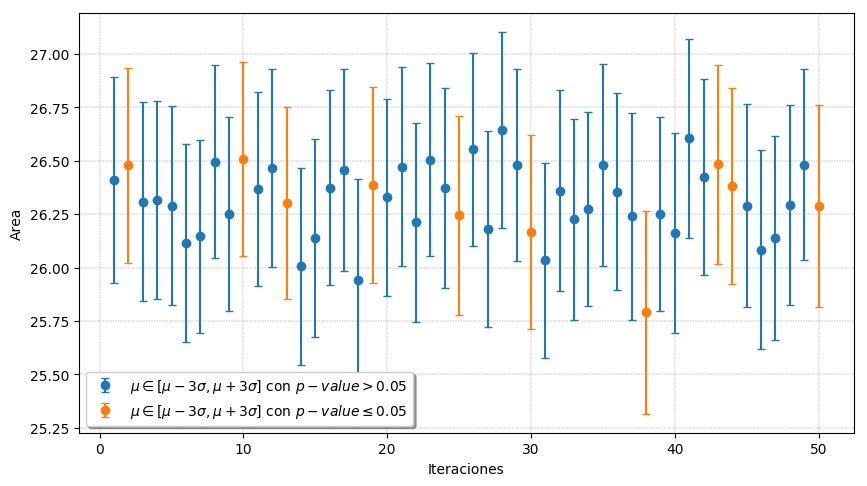 27.00
26.75
26.50
26.25
26.00
25.75
25.50
25.25
Area
μ ∈ [μ − 3σ, μ + 3σ] con p − value > 0.05
μ ∈ [μ − 3σ, μ + 3σ] con p − value ≤ 0.05
0 10 20 30 40 50
Iteraciones